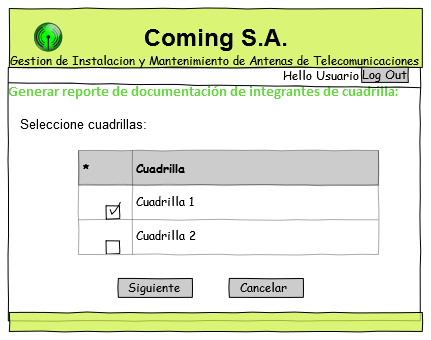 Coming S.A.
Gestion de Instalacion y Mantenimiento de Antenas de Telecomunicaciones
Hello Usuario Log Out
Generar reporte de documentación de integrantes de cuadrilla:
Seleccione cuadrillas:
* Cuadrilla
Cuadrilla 1
Cuadrilla 2
Siguiente Cancelar